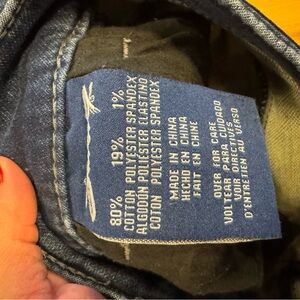 80% 19% 1%
COTTON POLYESTER SPANDEX
ALGODON POLIESTER ELASTANO
COTON POLYESTER SPANDEX
MADE IN CHINA
HECHO EN CHINA
FAIT EN CHINE
OVER FOR CARE
VOLTEAR PARA CUIDADO
VOIR DIRECTIVES
D'ENTRETIEN AU VERSO